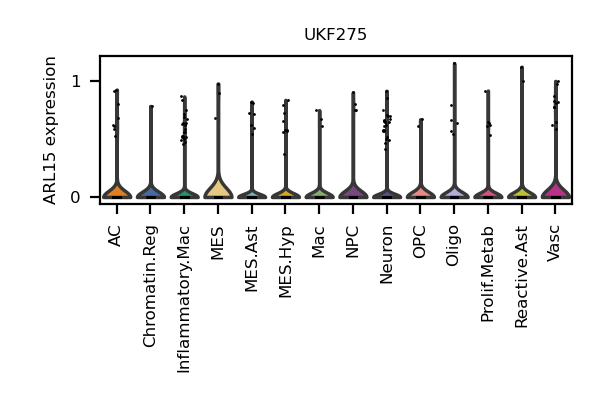 UKF275
ARL15 expression
1
0
AC
Chromatin.Reg
Inflammatory.Mac
MES
MES.Ast
MES.Hyp
Mac
NPC
Neuron
OPC
Oligo
Prolif.Metab
Reactive.Ast
Vasc